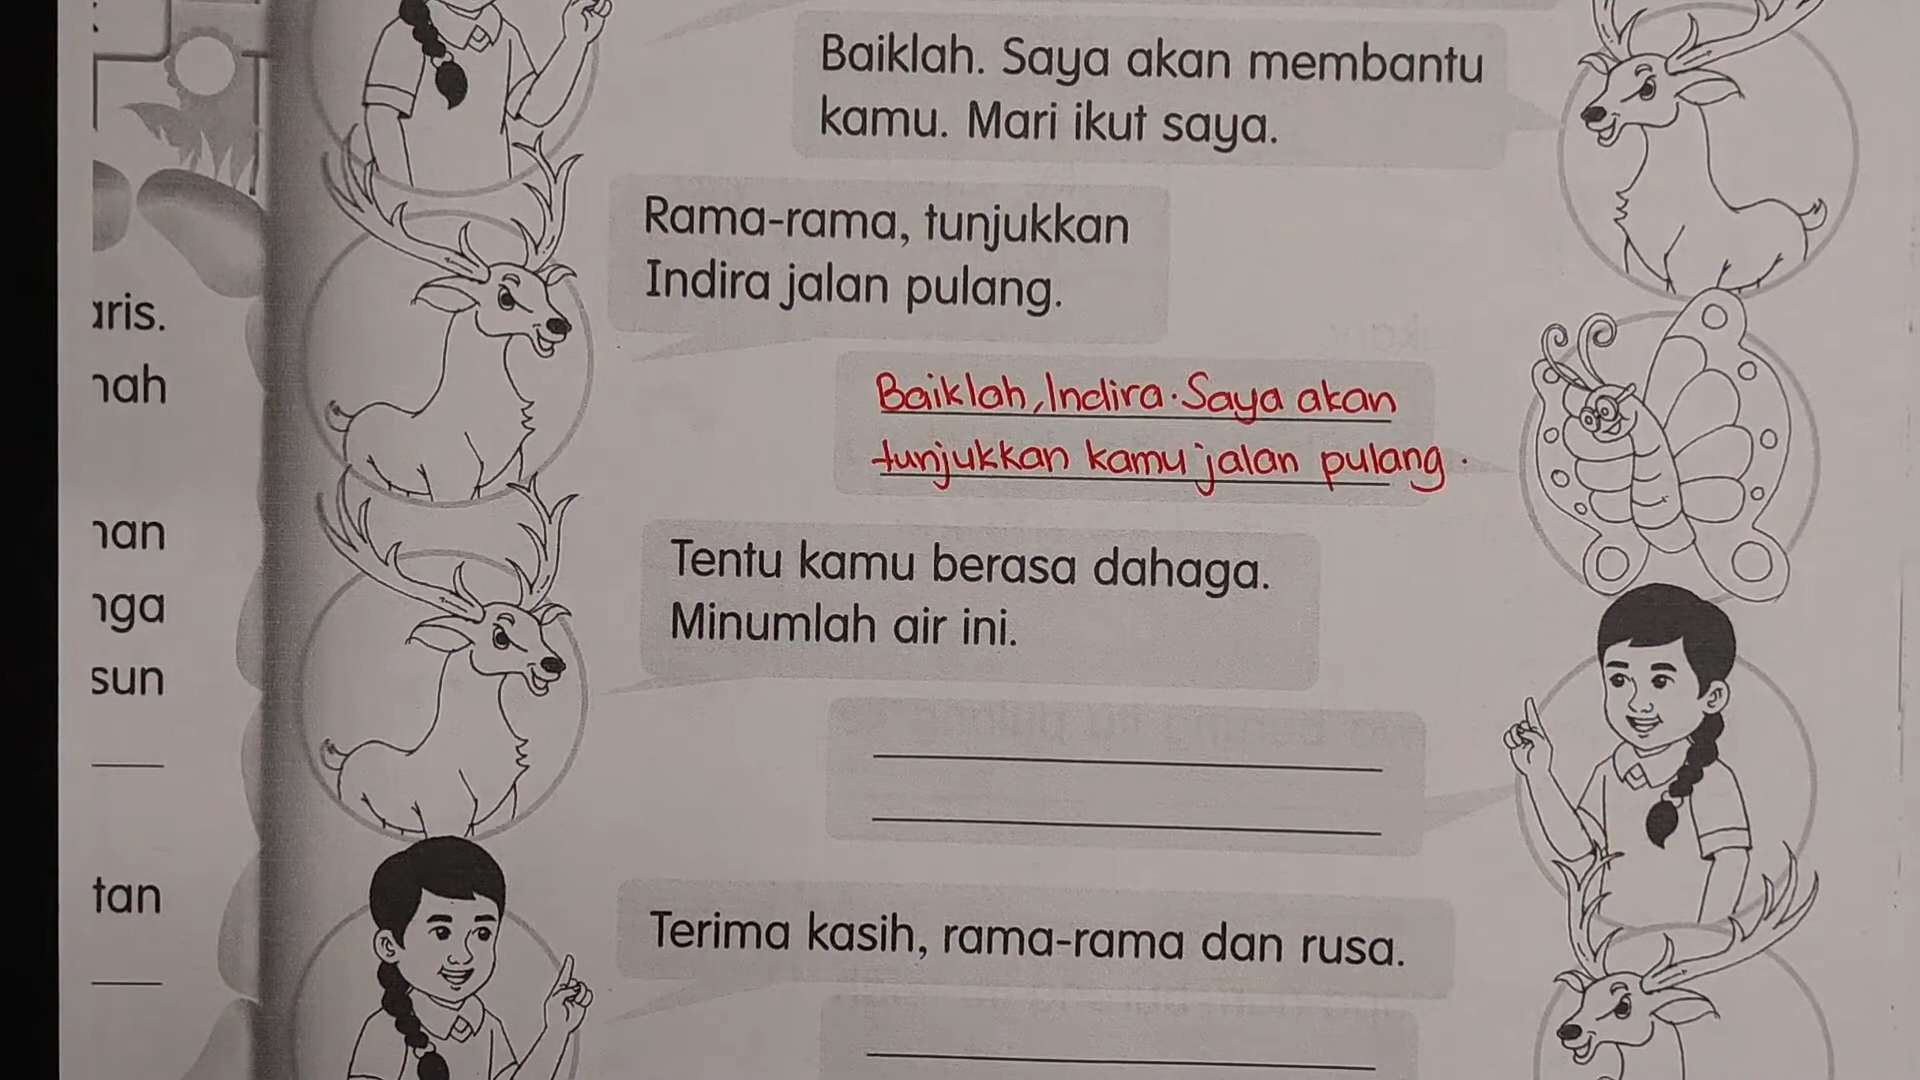 Baiklah. Saya akan membantu
kamu. Mari ikut saya.
Rama-rama, tunjukkan
Indira jalan pulang.
Baiklah, Indira. Saya akan
tunjukkan kamu jalan pulang.
Tentu kamu berasa dahaga.
Minumlah air ini.
Terima kasih, rama-rama dan rusa.
aris.
nah
nan
nga
sun
tan